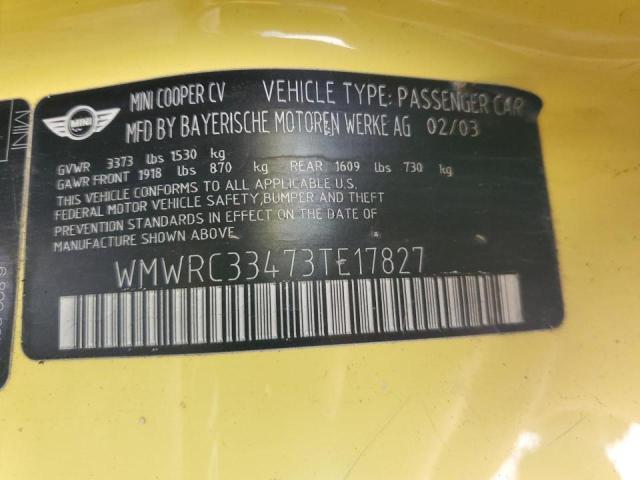 MINI COOPER CV VEHICLE TYPE: PASSENGER CAR
MFD BY BAYERISCHE MOTOREN WERKE AG 02/03
GVWR 3373 lbs 1530 kg
GAWR FRONT 1918 lbs 870 kg REAR 1609 lbs 730 kg
THIS VEHICLE CONFORMS TO ALL APPLICABLE U.S.
FEDERAL MOTOR VEHICLE SAFETY,BUMPER AND THEFT
PREVENTION STANDARDS IN EFFECT ON THE DATE OF
MANUFACTURE SHOWN ABOVE.
WMWRC33473TE17827
MINI
MINI